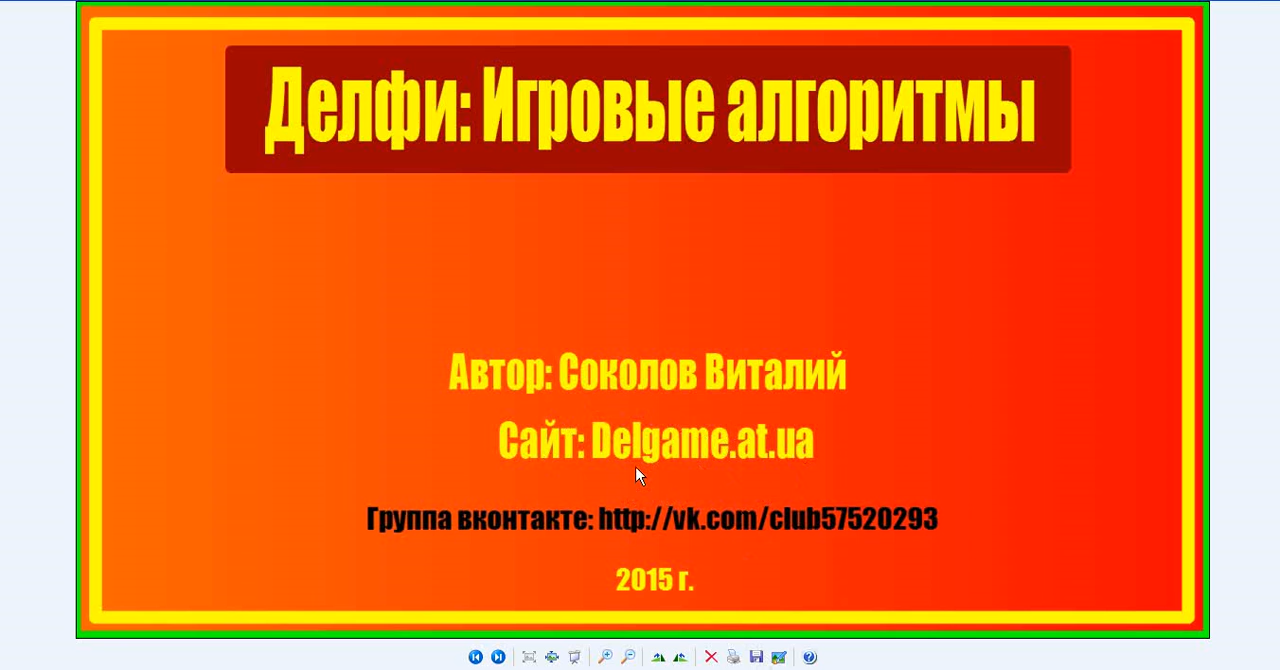 Делфи: Игровые алгоритмы
Автор: Соколов Виталий
Сайт: Delgame.at.ua
Группа вконтакте: http://vk.com/club57520293
2015 г.